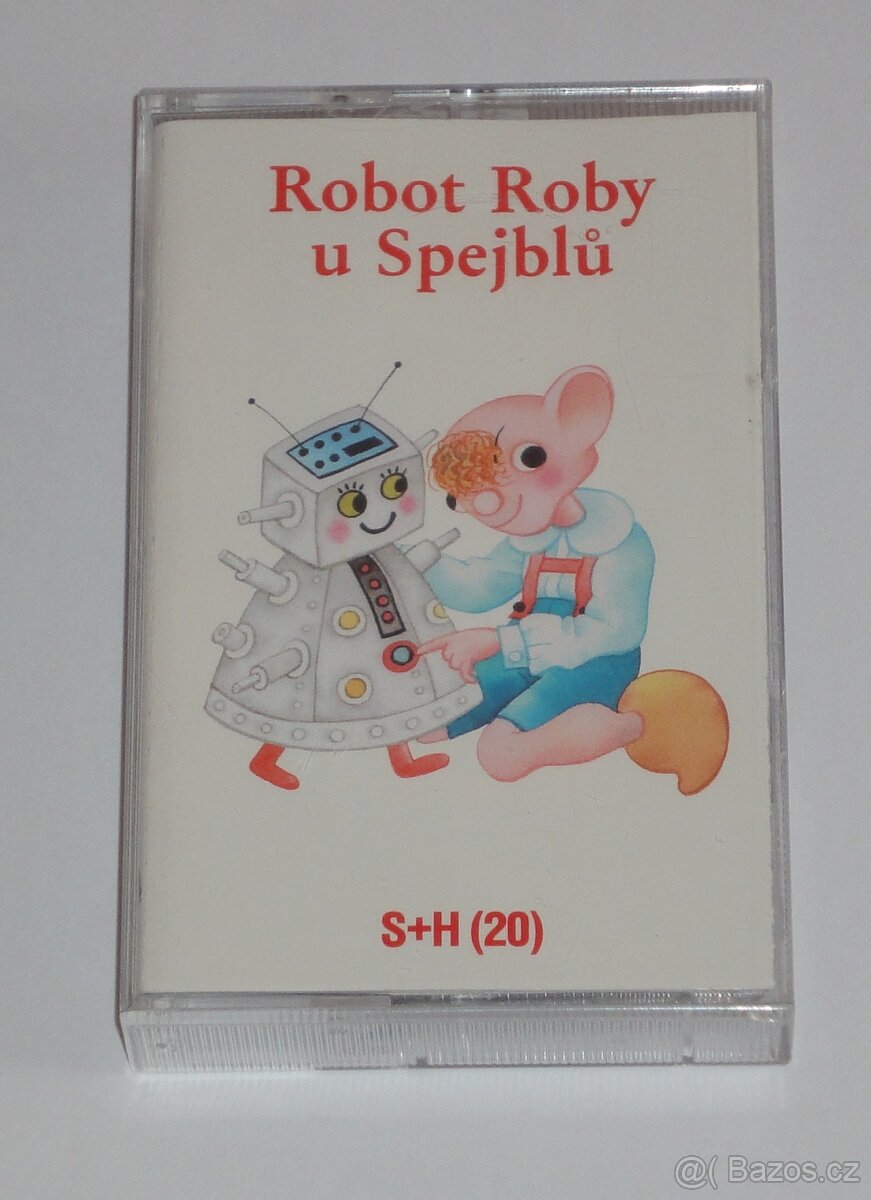 Robot Roby
u Spejblů
S+H (20)
@( Bazos.cz